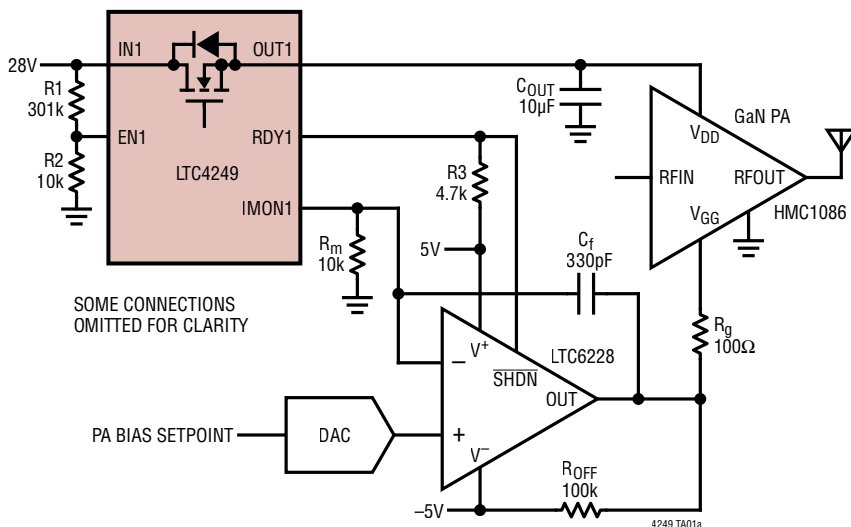 28V
IN1
OUT1
R1
301k
EN1
RDY1
R2
10k
LTC4249
IMON1
COUT
10µF
GaN PA
VDD
RFIN
RFOUT
VGG
HMC1086
R3
4.7k
Rm
10k
5V
Cf
330pF
SOME CONNECTIONS
OMITTED FOR CLARITY
Rg
100Ω
V+
LTC6228
−
SHDN
OUT
PA BIAS SETPOINT
DAC
+
V−
ROFF
100k
–5V
4249 TA01a